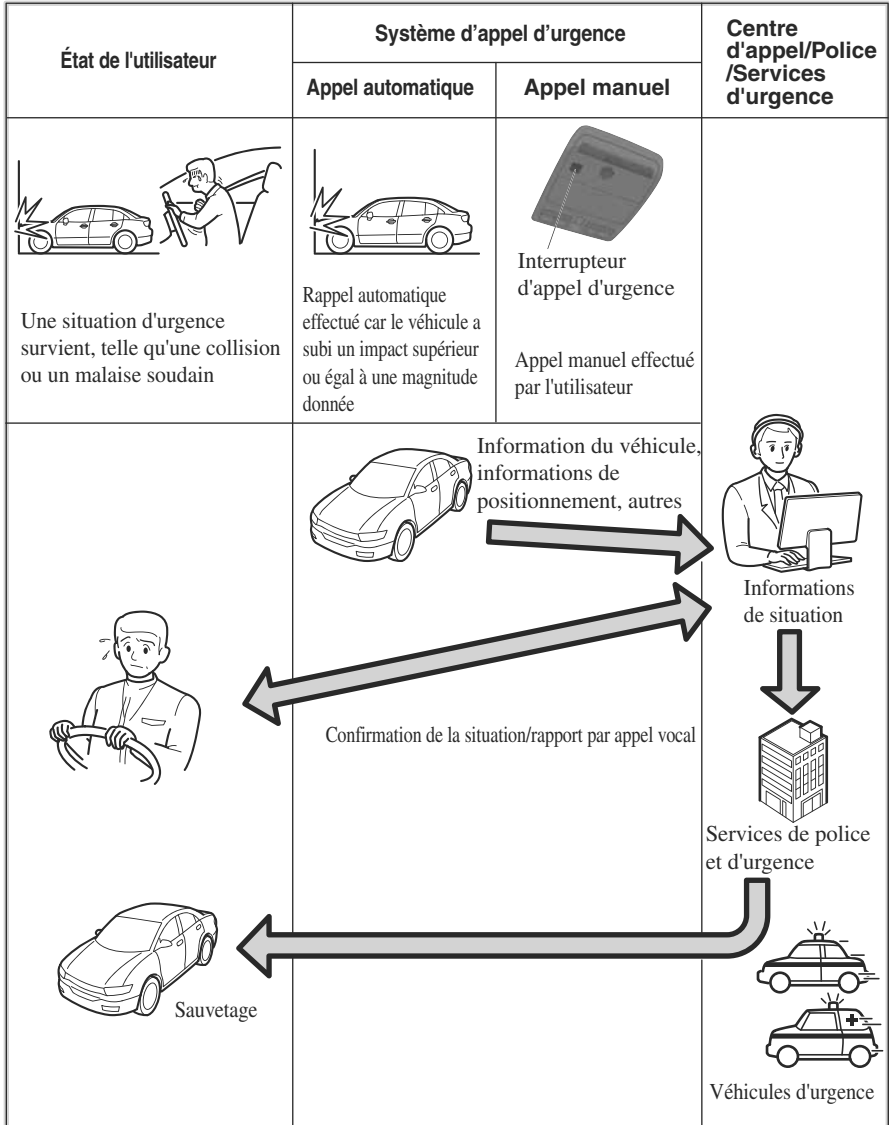 État de l'utilisateur
Système d'appel d'urgence
Centre
d'appel/Police
/Services
d'urgence
Appel automatique
Appel manuel
Une situation d'urgence
survient, telle qu'une collision
ou un malaise soudain
Rappel automatique
effectué car le véhicule a
subi un impact supérieur
ou égal à une magnitude
donnée
Interrupteur
d'appel d'urgence
Appel manuel effectué
par l'utilisateur
Information du véhicule,
informations de
positionnement, autres
Informations
de situation
Confirmation de la situation/rapport par appel vocal
Services de police
et d'urgence
Sauvetage
Véhicules d'urgence